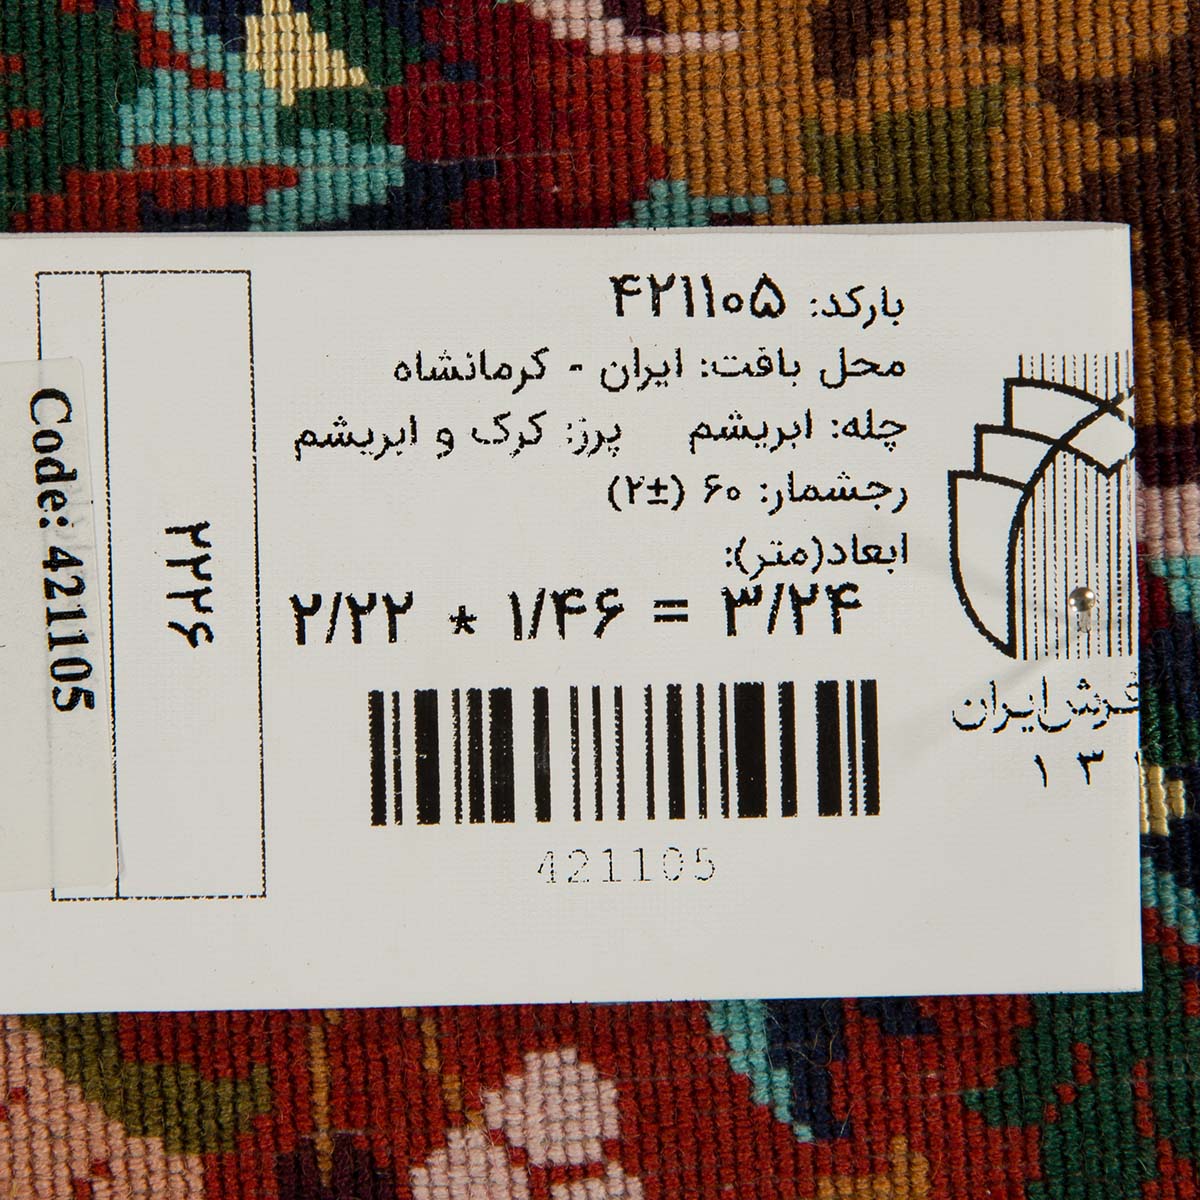 بارکد: ۴۲۱۱۰۵
محل بافت: ایران - کرمانشاه
چله: ابریشم پرز: کرک و ابریشم
رجشمار: ۶۰ (±۲)
ابعاد(متر):
۲/۲۲ * ۱/۴۶ = ۳/۲۴
421105
فرش ایران
۲۲۲۶
Code: 421105